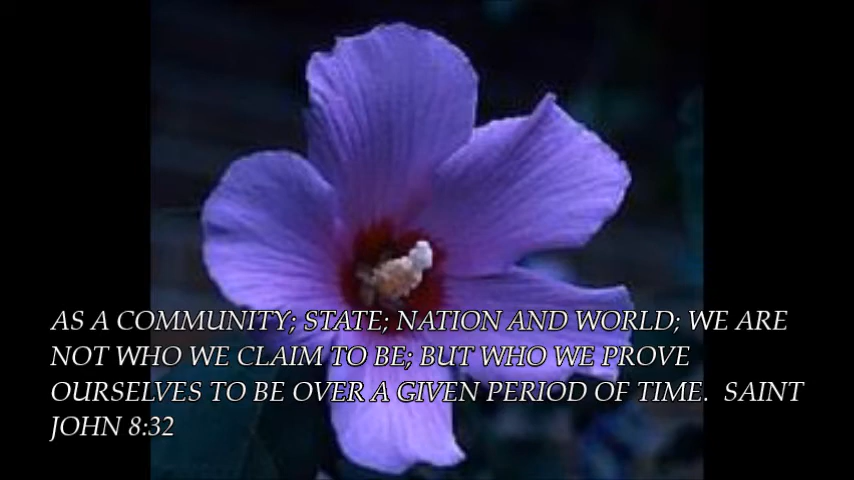 AS A COMMUNITY; STATE; NATION AND WORLD; WE ARE
NOT WHO WE CLAIM TO BE; BUT WHO WE PROVE
OURSELVES TO BE OVER A GIVEN PERIOD OF TIME.  SAINT
JOHN 8:32